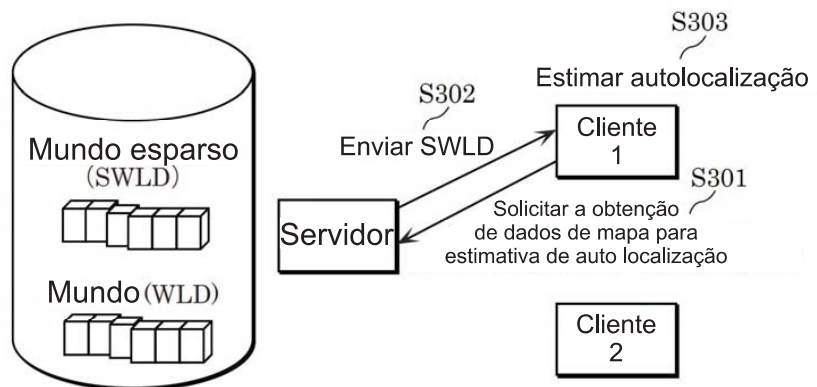 S303
Estimar autolocalização
S302
Enviar SWLD
Cliente
1
Mundo esparso
(SWLD)
S301
Servidor
Solicitar a obtenção
de dados de mapa para
estimativa de auto localização
Mundo (WLD)
Cliente
2